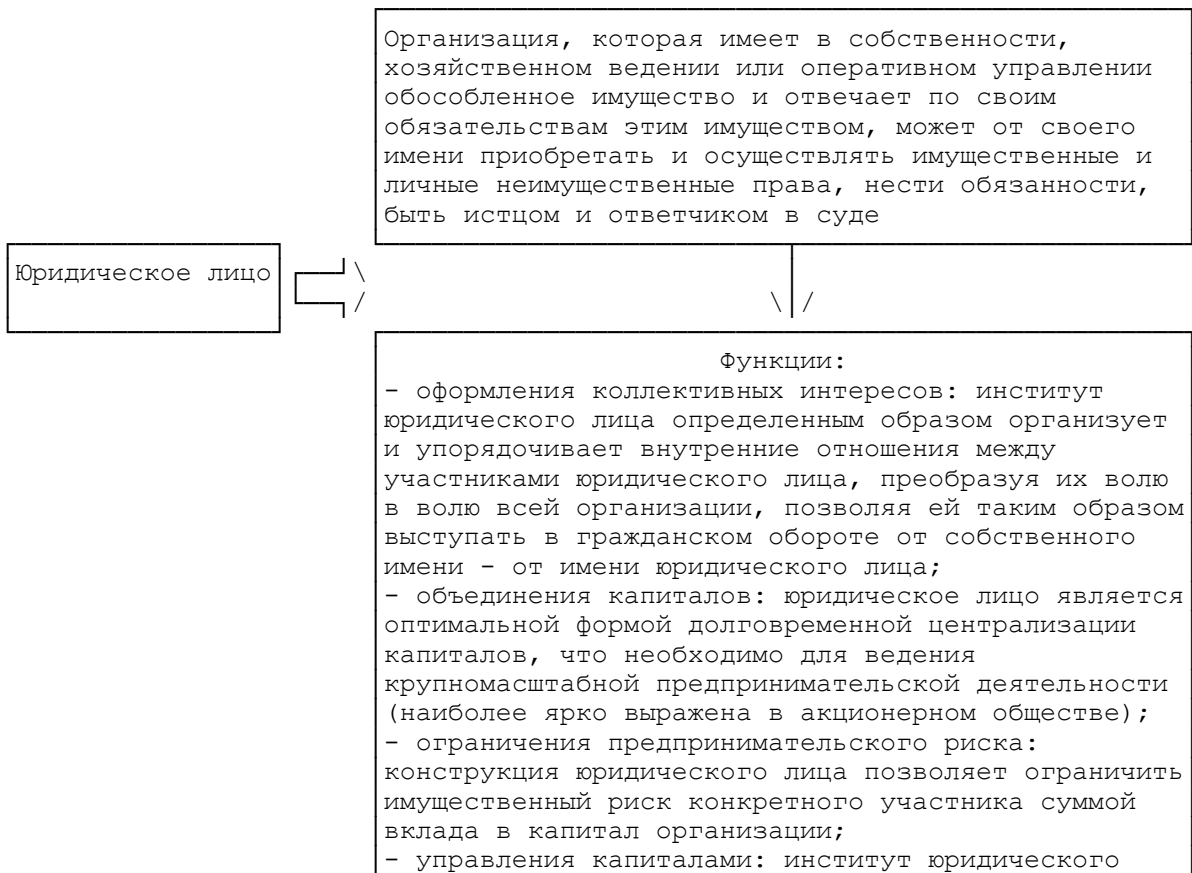 Организация, которая имеет в собственности,
хозяйственном ведении или оперативном управлении
обособленное имущество и отвечает по своим
обязательствам этим имуществом, может от своего
имени приобретать и осуществлять имущественные и
личные неимущественные права, нести обязанности,
быть истцом и ответчиком в суде
Юридическое лицо
Функции:
- оформления коллективных интересов: институт
юридического лица определенным образом организует
и упорядочивает внутренние отношения между
участниками юридического лица, преобразуя их волю
в волю всей организации, позволяя ей таким образом
выступать в гражданском обороте от собственного
имени - от имени юридического лица;
- объединения капиталов: юридическое лицо является
оптимальной формой долговременной централизации
капиталов, что необходимо для ведения
крупномасштабной предпринимательской деятельности
(наиболее ярко выражена в акционерном обществе);
- ограничения предпринимательского риска:
конструкция юридического лица позволяет ограничить
имущественный риск конкретного участника суммой
вклада в капитал организации;
- управления капиталами: институт юридического